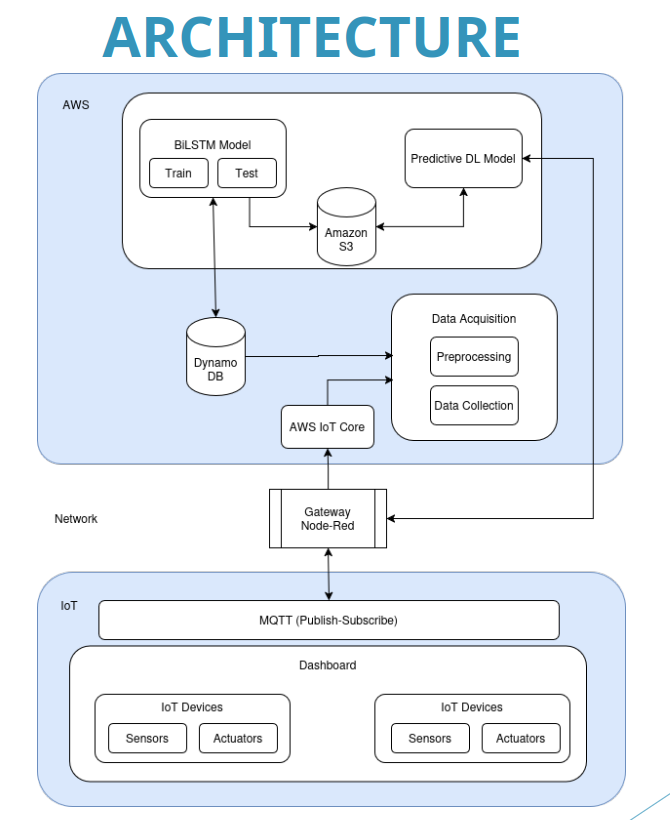 ARCHITECTURE
AWS
BiLSTM Model
Train
Test
Predictive DL Model
Amazon
S3
Data Acquisition
Preprocessing
Data Collection
Dynamo
DB
AWS IoT Core
Network
Gateway
Node-Red
IoT
MQTT (Publish-Subscribe)
Dashboard
IoT Devices
Sensors
Actuators
IoT Devices
Sensors
Actuators